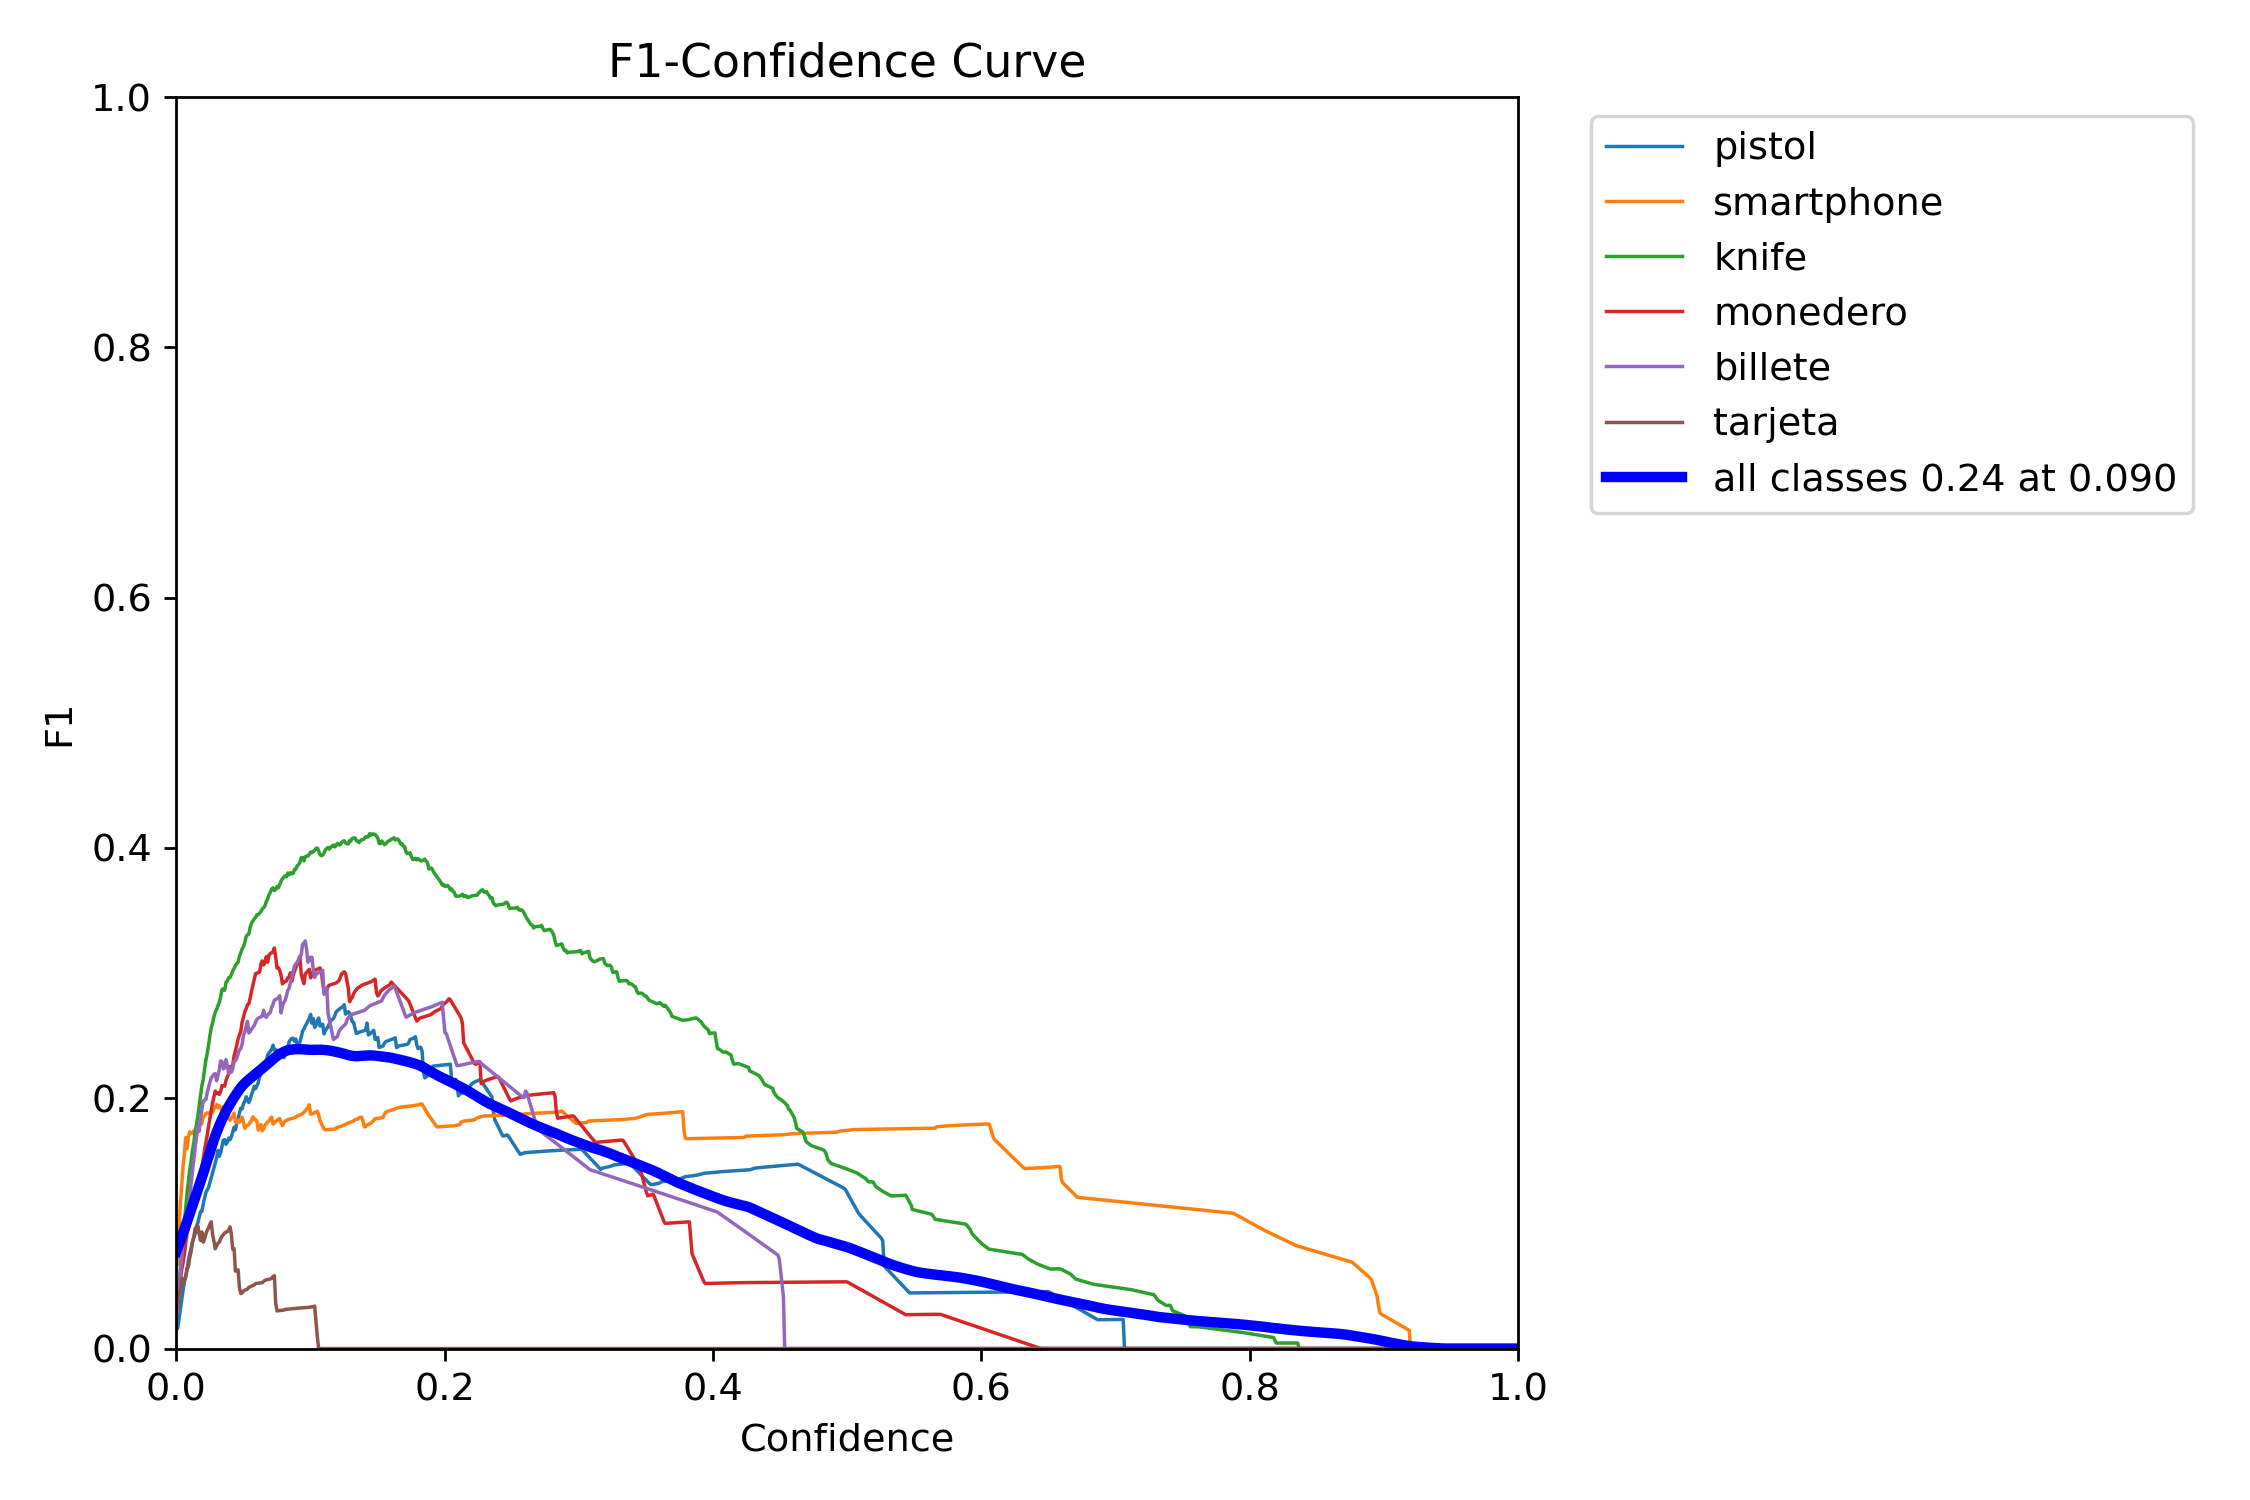 F1-Confidence Curve
1.0
0.8
0.6
0.4
0.2
0.0
F1
0.0 0.2 0.4 0.6 0.8 1.0
Confidence
pistol
smartphone
knife
monedero
billete
tarjeta
all classes 0.24 at 0.090